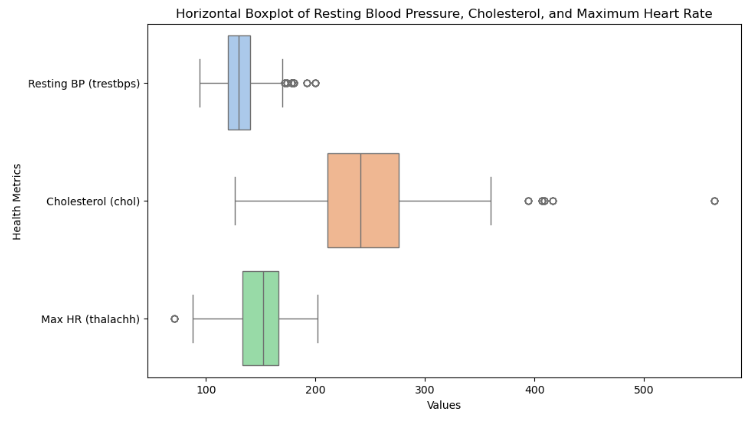 Horizontal Boxplot of Resting Blood Pressure, Cholesterol, and Maximum Heart Rate
Health Metrics
Resting BP (trestbps)
Cholesterol (chol)
Max HR (thalachh)
100 200 300 400 500
Values